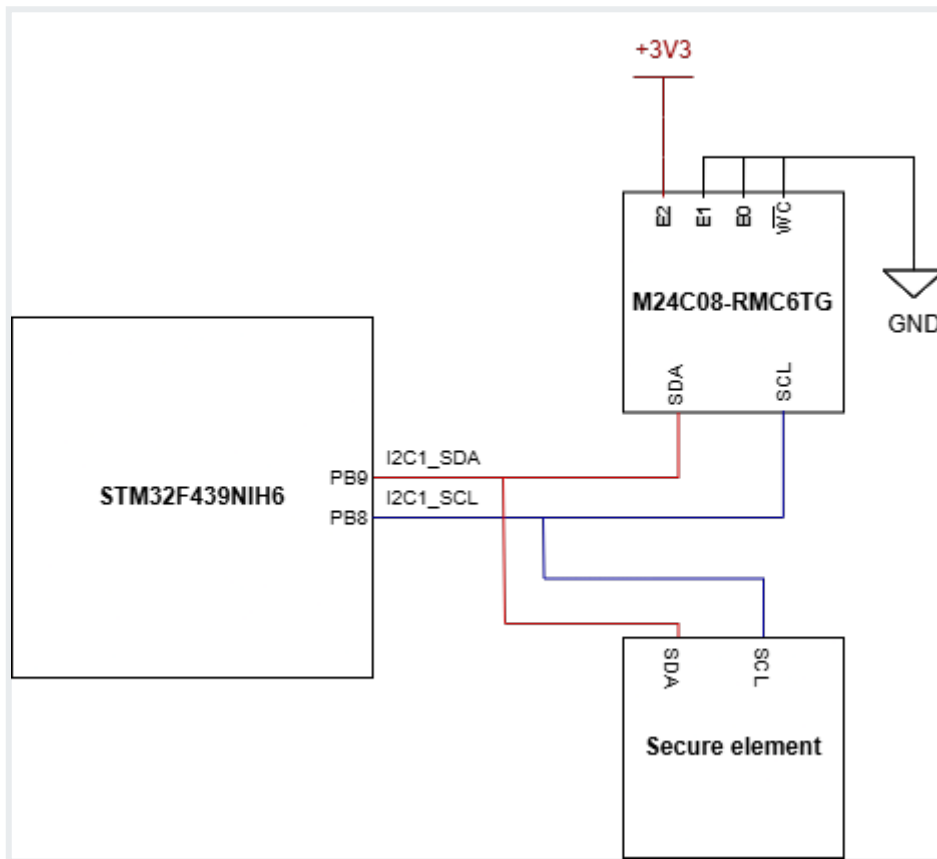 +3V3
E2
E1
E0
WC
M24C08-RMC6TG
GND
SDA
SCL
I2C1_SDA
PB9
STM32F439NIH6
I2C1_SCL
PB8
SDA
SCL
Secure element